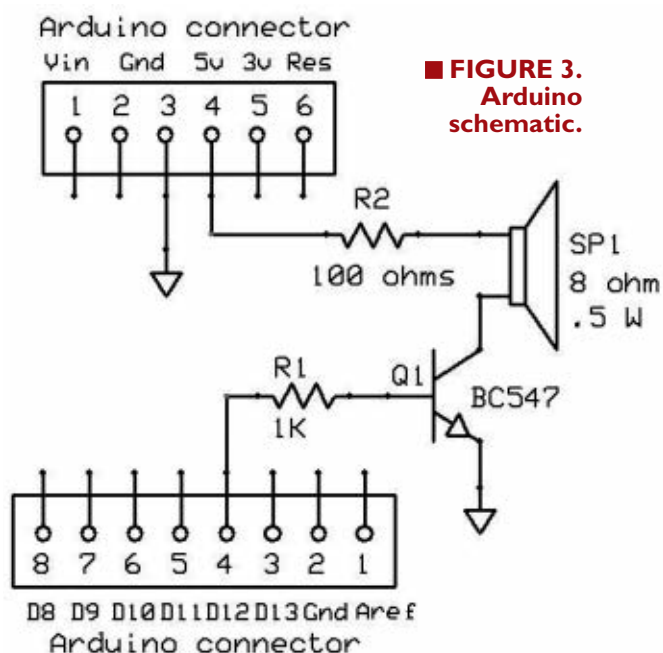 Arduino connector
Vin Gnd 5v 3v Res
1 2 3 4 5 6
■ FIGURE 3.
Arduino
schematic.
R2
100 ohms
SP1
8 ohm
.5 W
R1
1K
Q1
BC547
8 7 6 5 4 3 2 1
D8 D9 D10 D11 D12 D13 Gnd Aref
Arduino connector